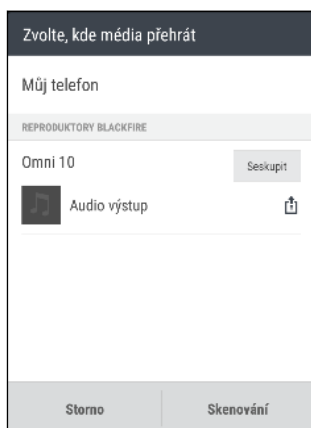 Zvolte, kde média přehrát
Můj telefon
REPRODUKTORY BLACKFIRE
Omni 10
Seskupit
Audio výstup
Storno
Skenování